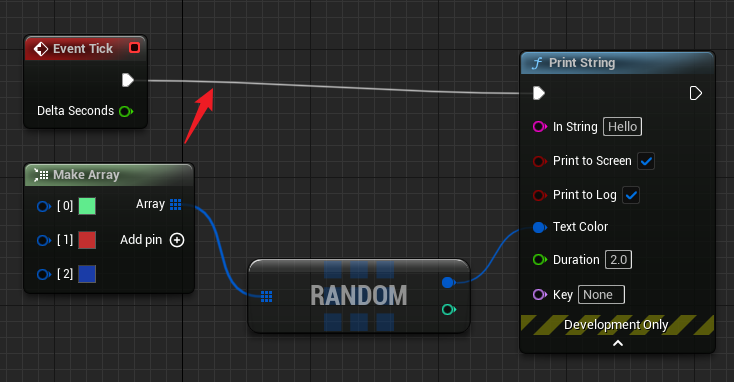 Event Tick
Delta Seconds
Make Array
[0]
Array
[1]
Add pin
[2]
RANDOM
Print String
In String Hello
Print to Screen
Print to Log
Text Color
Duration 2.0
Key None
Development Only